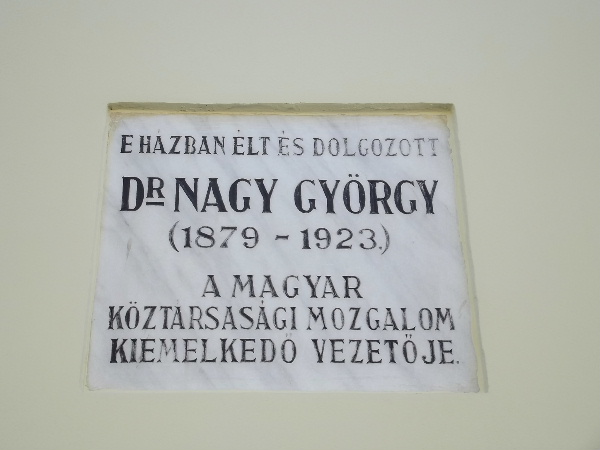 E HÁZBAN ÉLT ÉS DOLGOZOTT
DR NAGY GYÖRGY
(1879 - 1923.)
A MAGYAR
KÖZTÁRSASÁGI MOZGALOM
KIEMELKEDŐ VEZETŐJE.